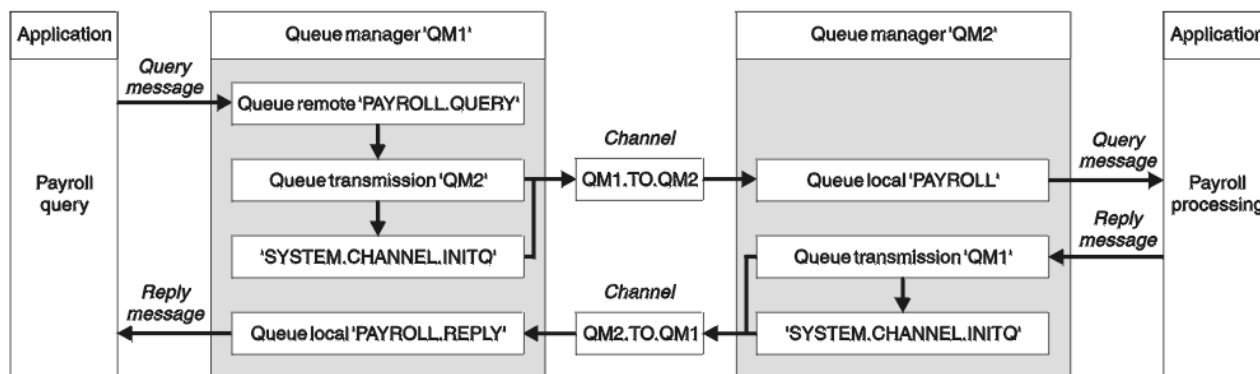 Application
Queue manager 'QM1'
Queue manager 'QM2'
Application
Query
message
Queue remote 'PAYROLL.QUERY'
Channel
Query
message
Payroll
query
Queue transmission 'QM2'
QM1.TO.QM2
Queue local 'PAYROLL'
Payroll
processing
'SYSTEM.CHANNEL.INITQ'
Reply
message
Queue transmission 'QM1'
Reply
message
Channel
Queue local 'PAYROLL.REPLY'
QM2.TO.QM1
'SYSTEM.CHANNEL.INITQ'